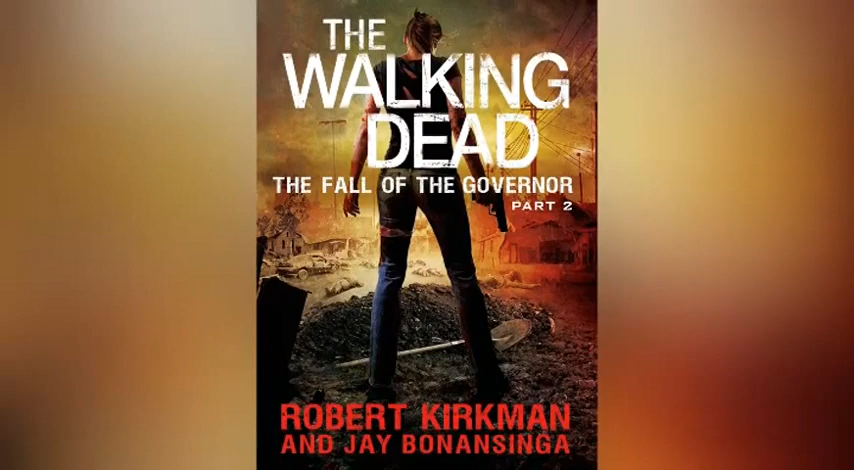 THE
WALKING
DEAD
THE FALL OF THE GOVERNOR
PART 2
ROBERT KIRKMAN
AND JAY BONANSINGA